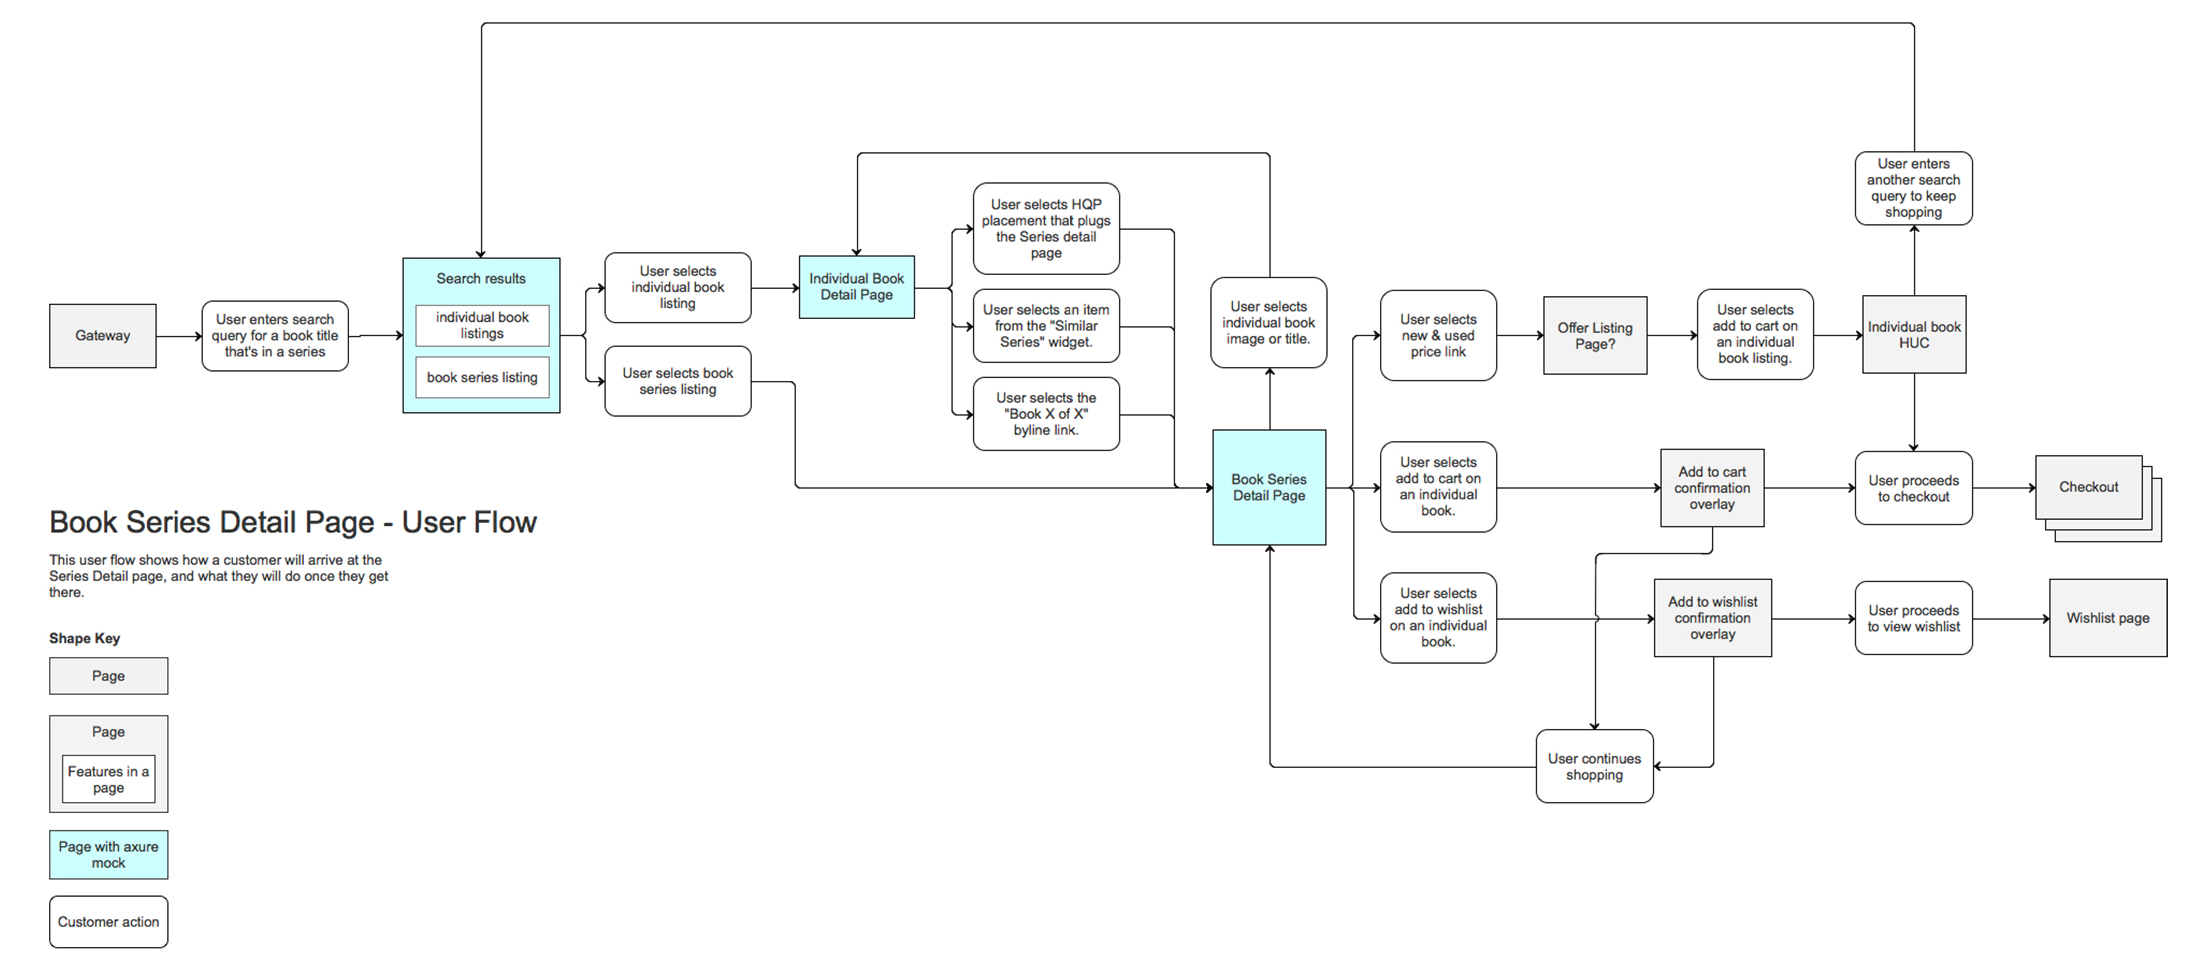 Gateway
User enters search
query for a book title
that's in a series
Search results
individual book
listings
book series listing
User selects
individual book
listing
User selects book
series listing
Individual Book
Detail Page
User selects HQP
placement that plugs
the Series detail
page
User selects an item
from the "Similar
Series" widget.
User selects the
"Book X of X"
byline link.
User selects
individual book
image or title.
Book Series
Detail Page
User selects
new & used
price link
Offer Listing
Page?
User selects
add to cart on
an individual
book listing.
Individual book
HUC
User enters
another search
query to keep
shopping
User selects
add to cart on
an individual
book.
Add to cart
confirmation
overlay
User proceeds
to checkout
Checkout
User selects
add to wishlist
on an individual
book.
Add to wishlist
confirmation
overlay
User proceeds
to view wishlist
Wishlist page
User continues
shopping
Book Series Detail Page - User Flow
This user flow shows how a customer will arrive at the
Series Detail page, and what they will do once they get
there.
Shape Key
Page
Page
Features in a
page
Page with axure
mock
Customer action